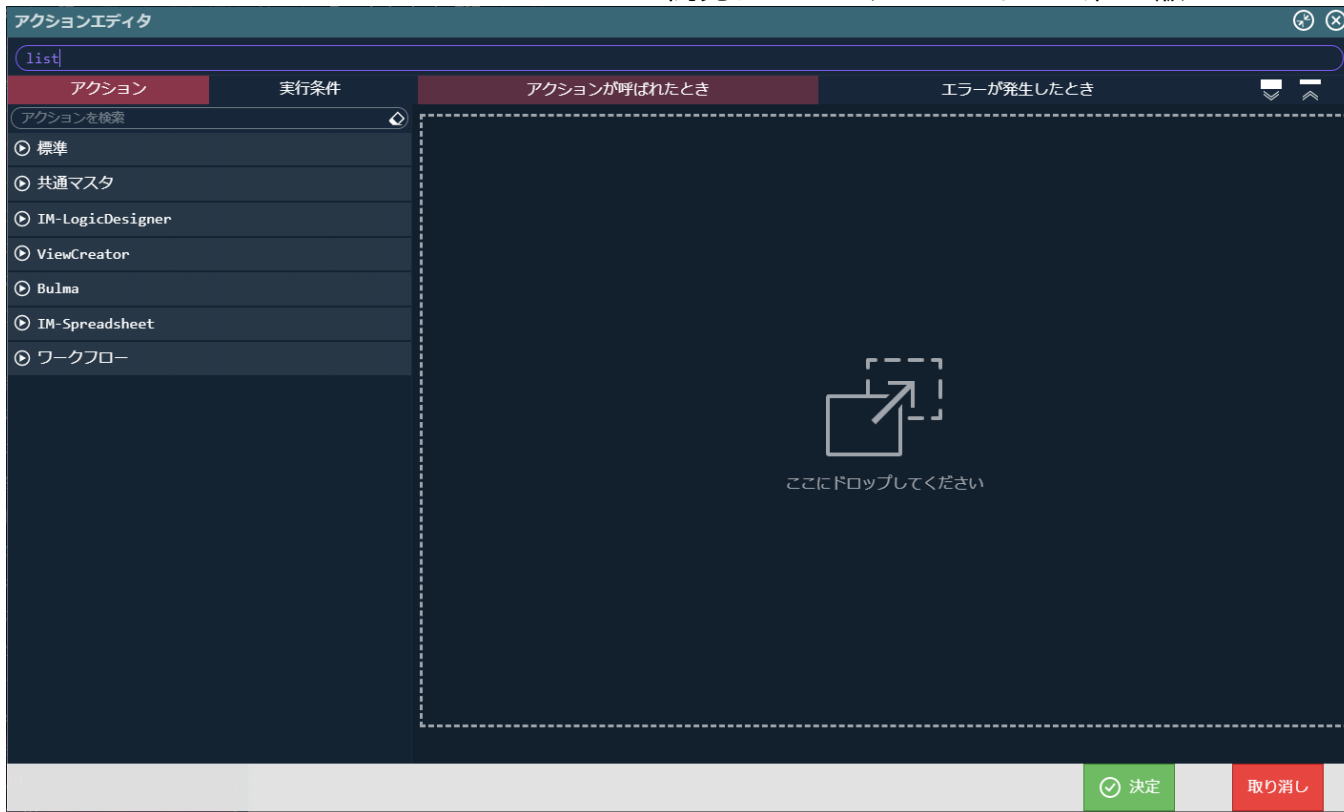 アクションエディタ
list
アクション 実行条件 アクションが呼ばれたとき エラーが発生したとき
アクションを検索
標準
共通マスタ
IM-LogicDesigner
ViewCreator
Bulma
IM-Spreadsheet
ワークフロー
ここにドロップしてください
決定 取り消し